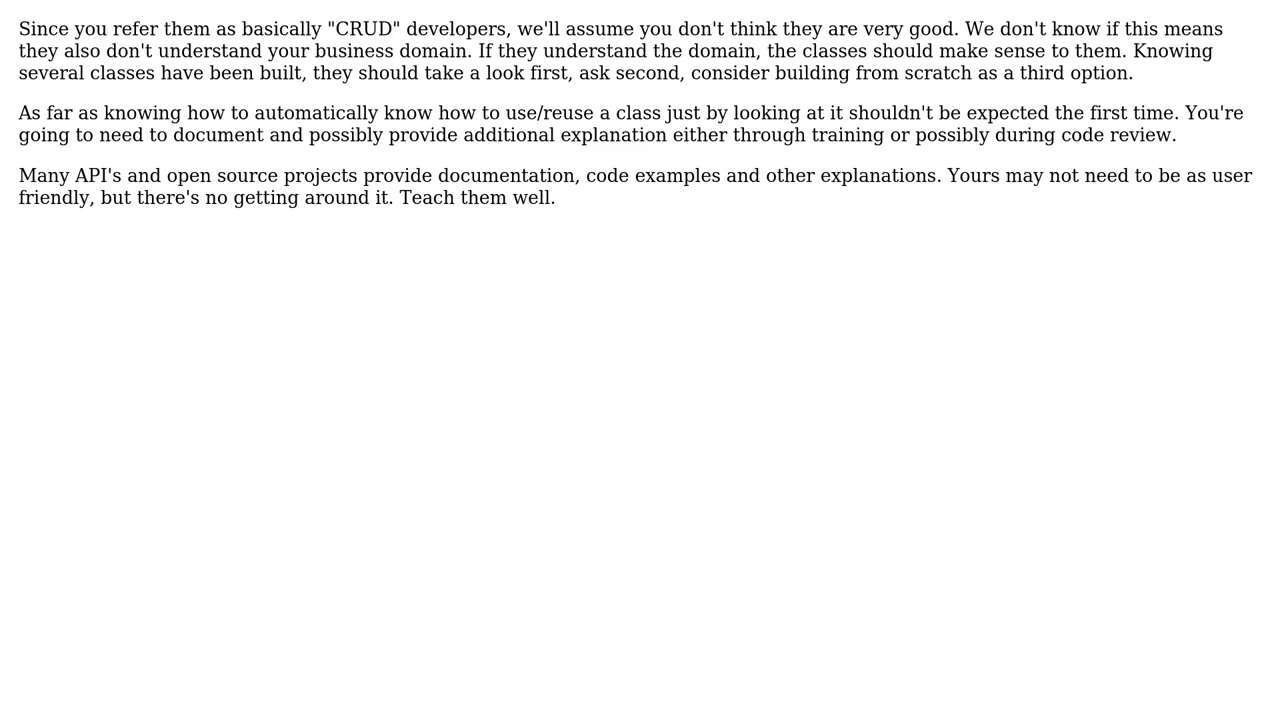 Since you refer them as basically "CRUD" developers, we'll assume you don't think they are very good. We don't know if this means
they also don't understand your business domain. If they understand the domain, the classes should make sense to them. Knowing
several classes have been built, they should take a look first, ask second, consider building from scratch as a third option.
As far as knowing how to automatically know how to use/reuse a class just by looking at it shouldn't be expected the first time. You're
going to need to document and possibly provide additional explanation either through training or possibly during code review.
Many API's and open source projects provide documentation, code examples and other explanations. Yours may not need to be as user
friendly, but there's no getting around it. Teach them well.